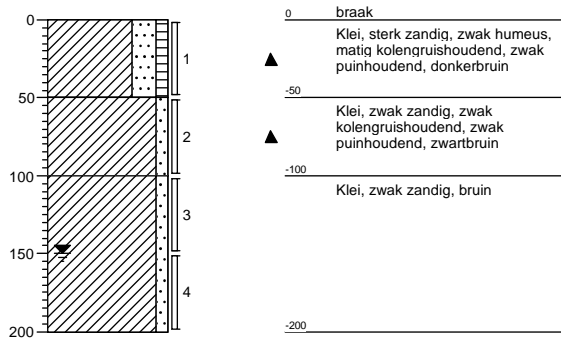 0
50
100
150
200
1
2
3
4
0
braak
Klei, sterk zandig, zwak humeus,
matig kolengruishoudend, zwak
puinhoudend, donkerbruin
-50
Klei, zwak zandig, zwak
kolengruishoudend, zwak
puinhoudend, zwartbruin
-100
Klei, zwak zandig, bruin
-200